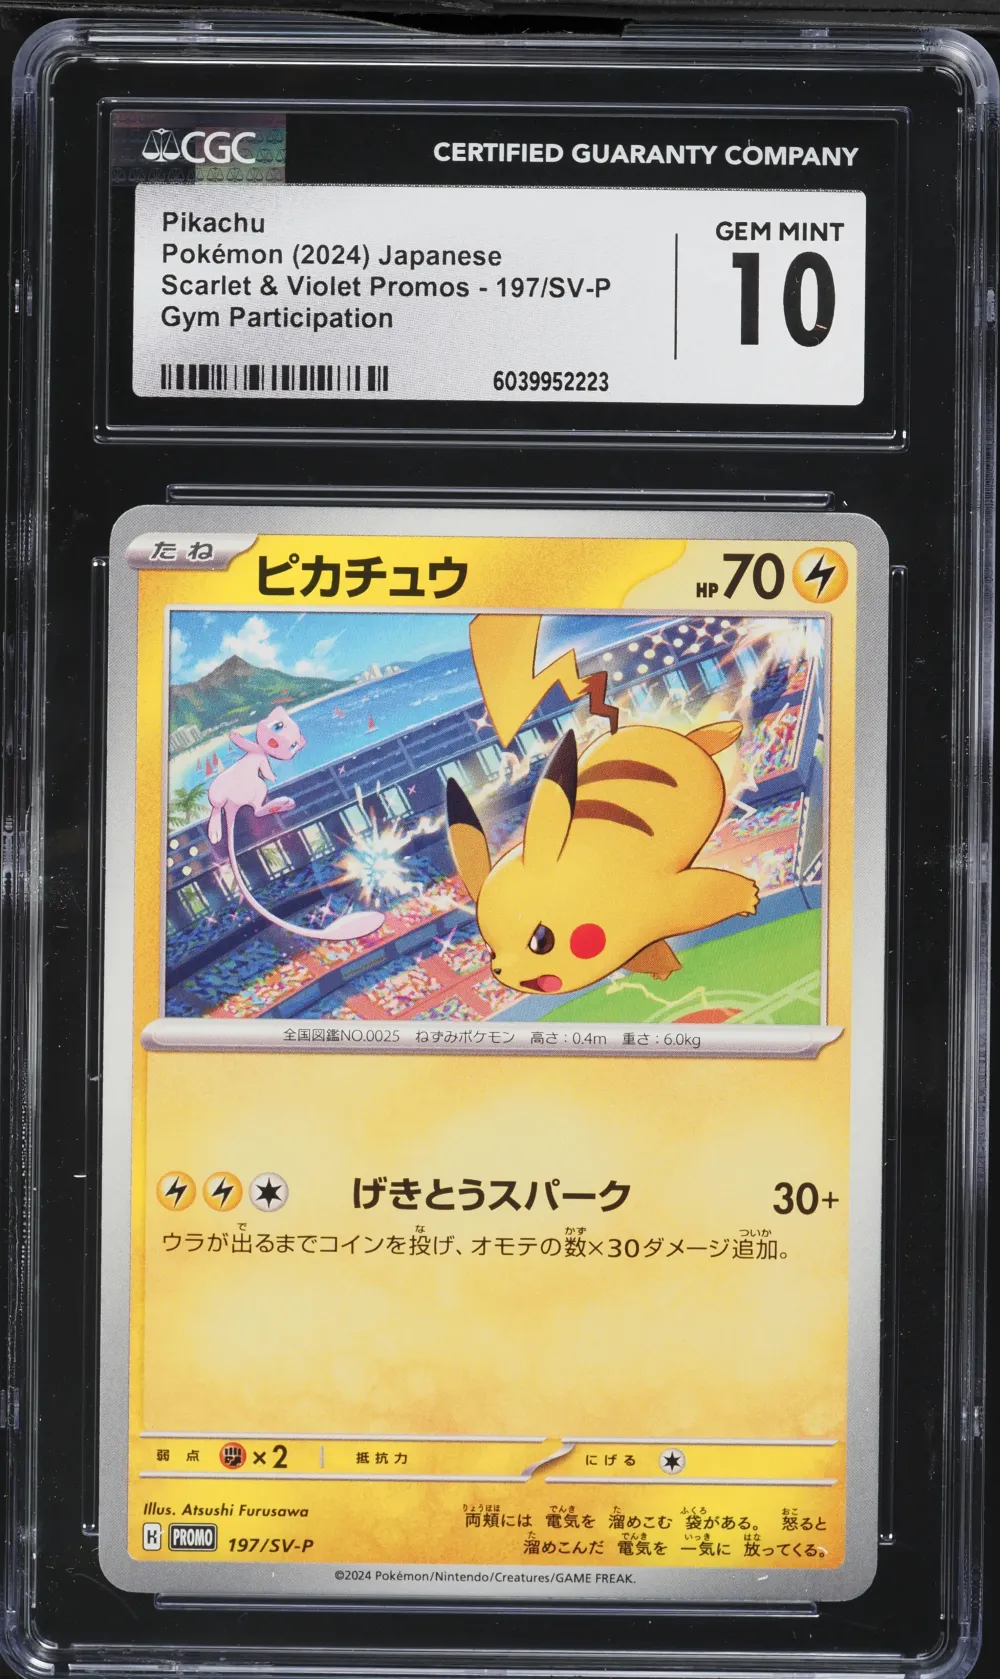 CGC
CERTIFIED GUARANTY COMPANY
Pikachu
Pokémon (2024) Japanese
Scarlet & Violet Promos - 197/SV-P
Gym Participation
GEM MINT
10
6039952223
たね
ピカチュウ
HP70
全国図鑑NO.0025 ねずみポケモン 高さ:0.4m 重さ:6.0kg
げきとうスパーク 30+
ウラが出るまでコインを投げ、オモテの数×30ダメージ追加。
弱点 ×2 抵抗力 にげる
Illus. Atsushi Furusawa
両頬には 電気を 溜めこむ 袋がある。 怒ると
溜めこんだ 電気を 一気に 放ってくる。
H PROMO 197/SV-P
©2024 Pokémon/Nintendo/Creatures/GAME FREAK.